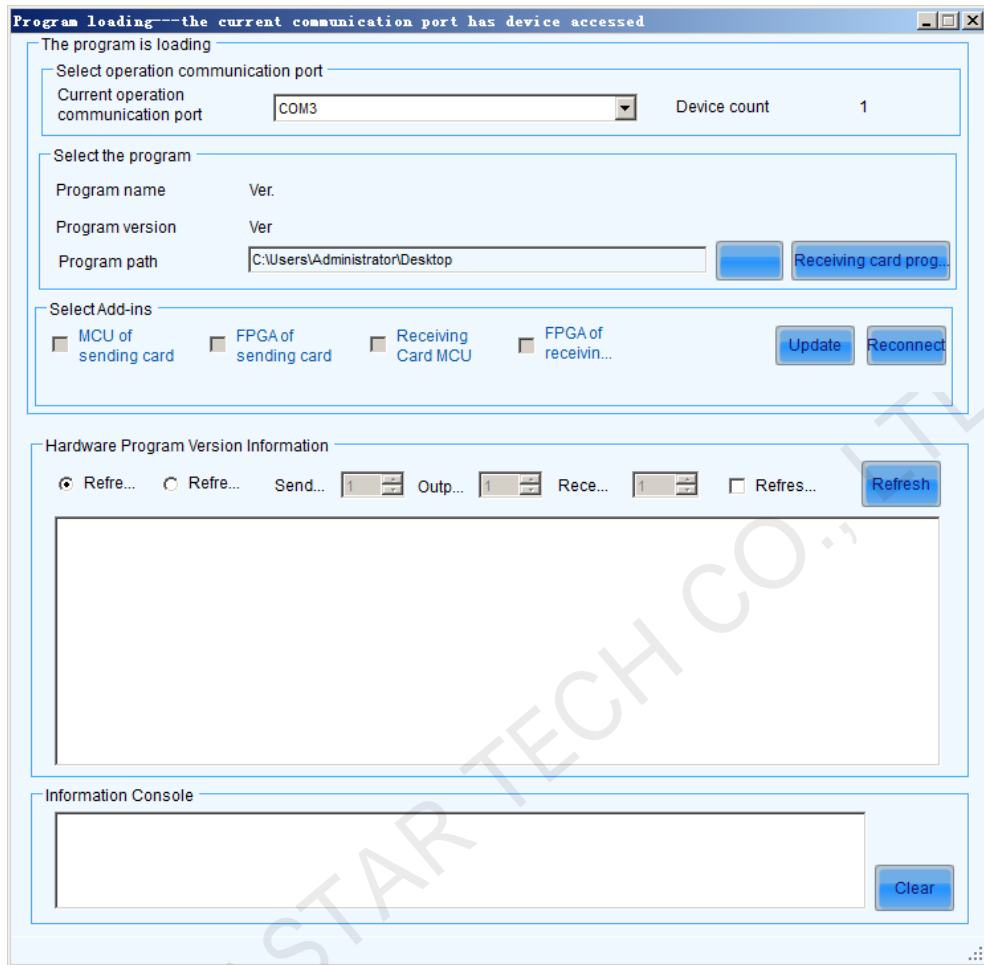 Program loading---the current communication port has device accessed
The program is loading
Select operation communication port
Current operation
communication port
COM3
Device count
1
Select the program
Program name
Ver.
Program version
Ver
Program path
C:\Users\Administrator\Desktop
Receiving card prog...
Select Add-ins
MCU of
sending card
FPGA of
sending card
Receiving
Card MCU
FPGA of
receivin...
Update
Reconnect
Hardware Program Version Information
Refre...
Refre...
Send...
1
Outp...
1
Rece...
1
Refres...
Refresh
Information Console
Clear
STAR TECH CO., LTD